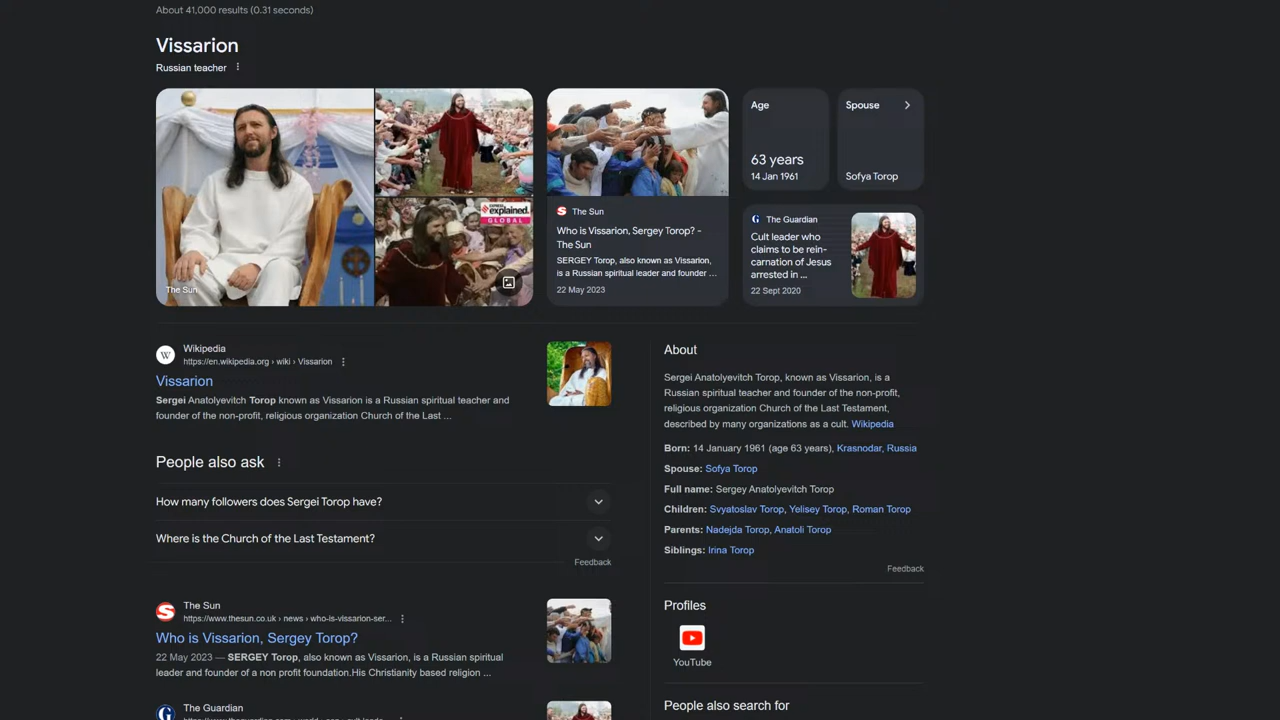 About 41,000 results (0.31 seconds)
Vissarion
Russian teacher
The Sun
EXPRESS
explained.
GLOBAL
The Sun
Who is Vissarion, Sergey Torop? -
The Sun
SERGEY Torop, also known as Vissarion,
is a Russian spiritual leader and founder ...
22 May 2023
Age
63 years
14 Jan 1961
Spouse
Sofya Torop
The Guardian
Cult leader who
claims to be rein-
carnation of Jesus
arrested in ...
22 Sept 2020
Wikipedia
https://en.wikipedia.org › wiki › Vissarion
Vissarion
Sergei Anatolyevitch Torop known as Vissarion is a Russian spiritual teacher and
founder of the non-profit, religious organization Church of the Last ...
People also ask
How many followers does Sergei Torop have?
Where is the Church of the Last Testament?
Feedback
The Sun
https://www.thesun.co.uk › news › who-is-vissarion-ser...
Who is Vissarion, Sergey Torop?
22 May 2023 — SERGEY Torop, also known as Vissarion, is a Russian spiritual
leader and founder of a non profit foundation.His Christianity based religion ...
The Guardian
About
Sergei Anatolyevitch Torop, known as Vissarion, is a
Russian spiritual teacher and founder of the non-profit,
religious organization Church of the Last Testament,
described by many organizations as a cult. Wikipedia
Born: 14 January 1961 (age 63 years), Krasnodar, Russia
Spouse: Sofya Torop
Full name: Sergey Anatolyevitch Torop
Children: Svyatoslav Torop, Yelisey Torop, Roman Torop
Parents: Nadejda Torop, Anatoli Torop
Siblings: Irina Torop
Feedback
Profiles
YouTube
People also search for